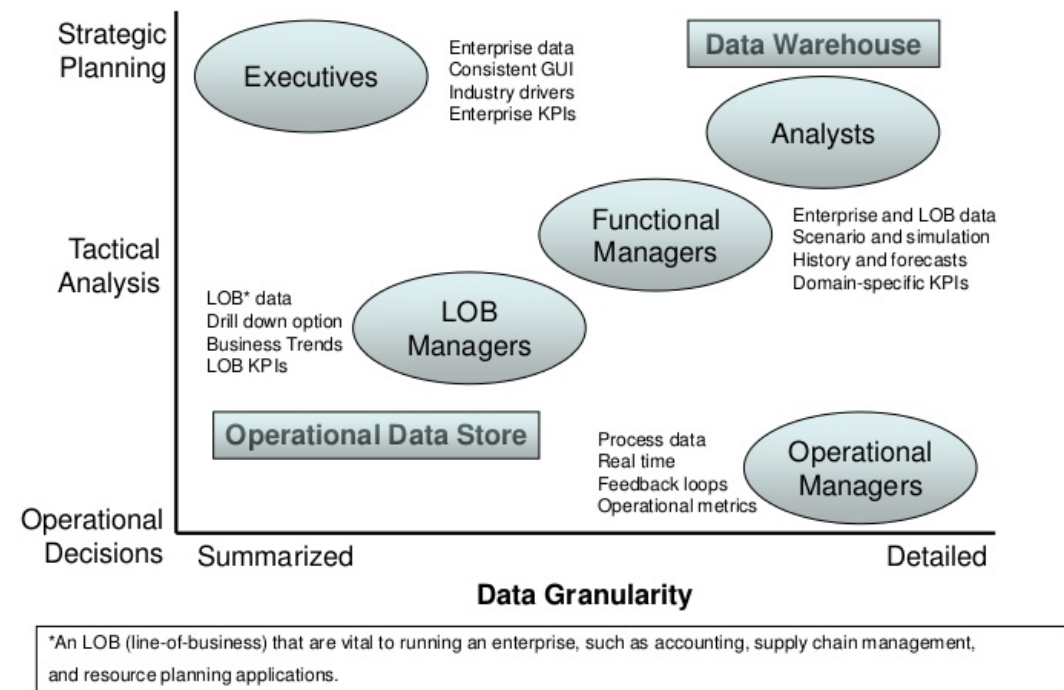 Strategic
Planning
Executives
Enterprise data
Consistent GUI
Industry drivers
Enterprise KPIs
Data Warehouse
Analysts
Functional
Managers
Enterprise and LOB data
Scenario and simulation
History and forecasts
Domain-specific KPIs
Tactical
Analysis
LOB* data
Drill down option
Business Trends
LOB KPIs
LOB
Managers
Operational Data Store
Process data
Real time
Feedback loops
Operational metrics
Operational
Managers
Operational
Decisions
Summarized
Detailed
Data Granularity
*An LOB (line-of-business) that are vital to running an enterprise, such as accounting, supply chain management,
and resource planning applications.